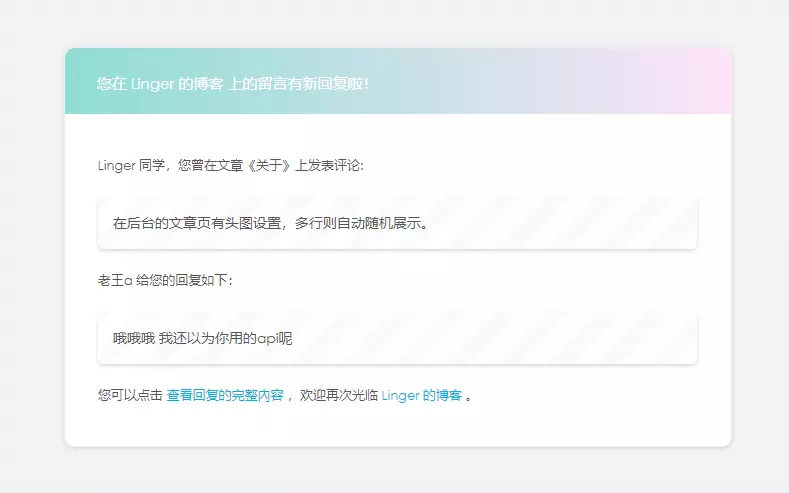 您在 Linger 的博客 上的留言有新回复啦！
Linger 同学，您曾在文章《关于》上发表评论:
在后台的文章页有头图设置，多行则自动随机展示。
老王a 给您的回复如下：
哦哦哦 我还以为你用的api呢
您可以点击 查看回复的完整内容 ，欢迎再次光临 Linger 的博客 。